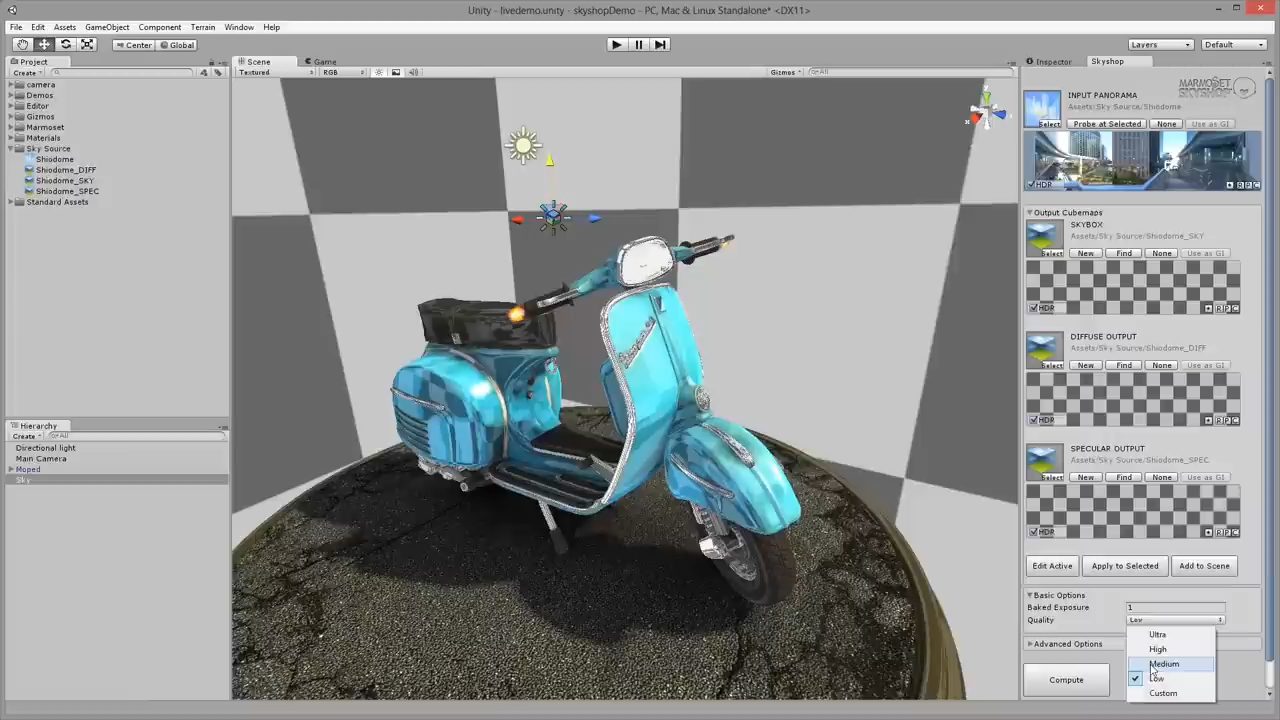 Unity - livedemo.unity - skyshopDemo - PC, Mac & Linux Standalone* <DX11>
File Edit Assets GameObject Component Terrain Window Help
Center Global Layers Default
Project
Create
camera
Demos
Editor
Gizmos
Marmoset
Materials
Sky Source
Shiodome
Shiodome_DIFF
Shiodome_SKY
Shiodome_SPEC
Standard Assets
Hierarchy
Create All
Directional light
Main Camera
Moped
Sky
Scene Game
Textured RGB Gizmos All
Inspector Skyshop
MARMOSET
SKYSHOP
INPUT PANORAMA
Assets/Sky Source/Shiodome
Select Probe at Selected None Use as GI
HDR R P C
Output Cubemaps
SKYBOX
Assets/Sky Source/Shiodome_SKY
Select New Find None Use as GI
HDR R P C
DIFFUSE OUTPUT
Assets/Sky Source/Shiodome_DIFF
Select New Find None Use as GI
HDR R P C
SPECULAR OUTPUT
Assets/Sky Source/Shiodome_SPEC
Select New Find None Use as GI
HDR R P C
Edit Active Apply to Selected Add to Scene
Basic Options
Baked Exposure 1
Quality Low
Ultra
High
Medium
Low
Custom
Advanced Options
Compute